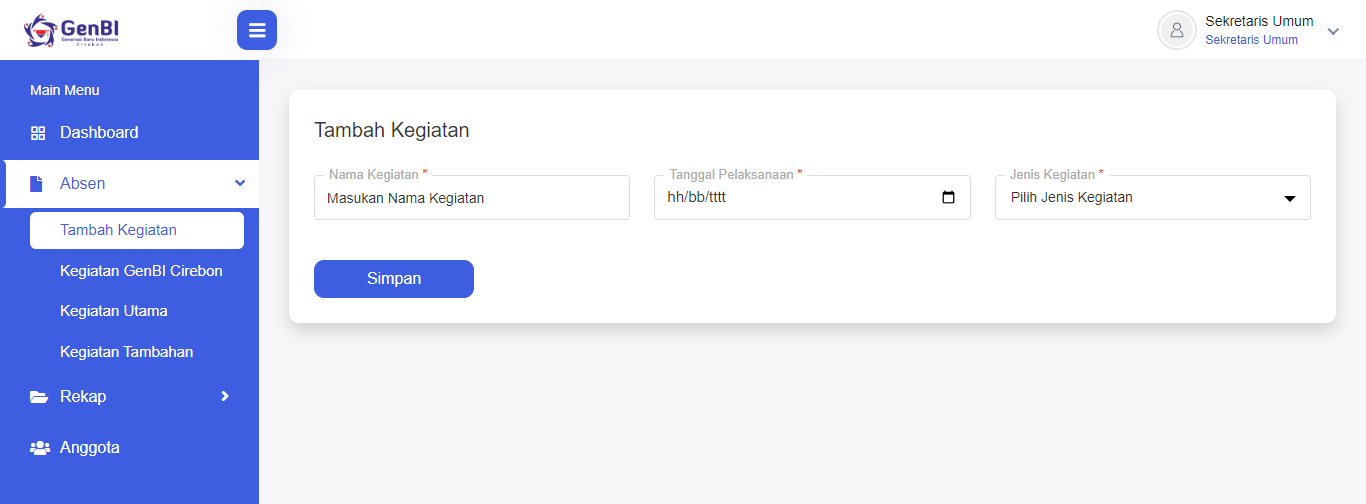 GenBI
Generasi Baru Indonesia
Cirebon
Sekretaris Umum
Sekretaris Umum
Main Menu
Dashboard
Absen
Tambah Kegiatan
Kegiatan GenBI Cirebon
Kegiatan Utama
Kegiatan Tambahan
Rekap
Anggota
Tambah Kegiatan
Nama Kegiatan *
Masukan Nama Kegiatan
Tanggal Pelaksanaan *
hh/bb/tttt
Jenis Kegiatan *
Pilih Jenis Kegiatan
Simpan